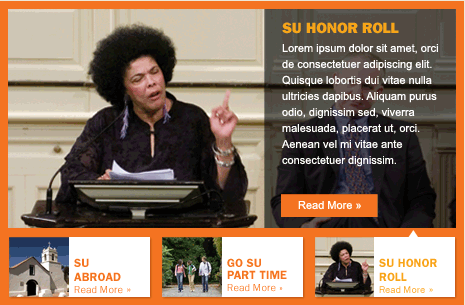 SU HONOR ROLL
Lorem ipsum dolor sit amet, orci
de consectetuer adipiscing elit.
Quisque lobortis dui vitae nulla
ultricies dapibus. Aliquam purus
odio, dignissim sed, viverra
malesuada, placerat ut, orci.
Aenean vel mi vitae ante
consectetuer dignissim.
Read More »
SU
ABROAD
Read More »
GO SU
PART TIME
Read More »
SU HONOR
ROLL
Read More »